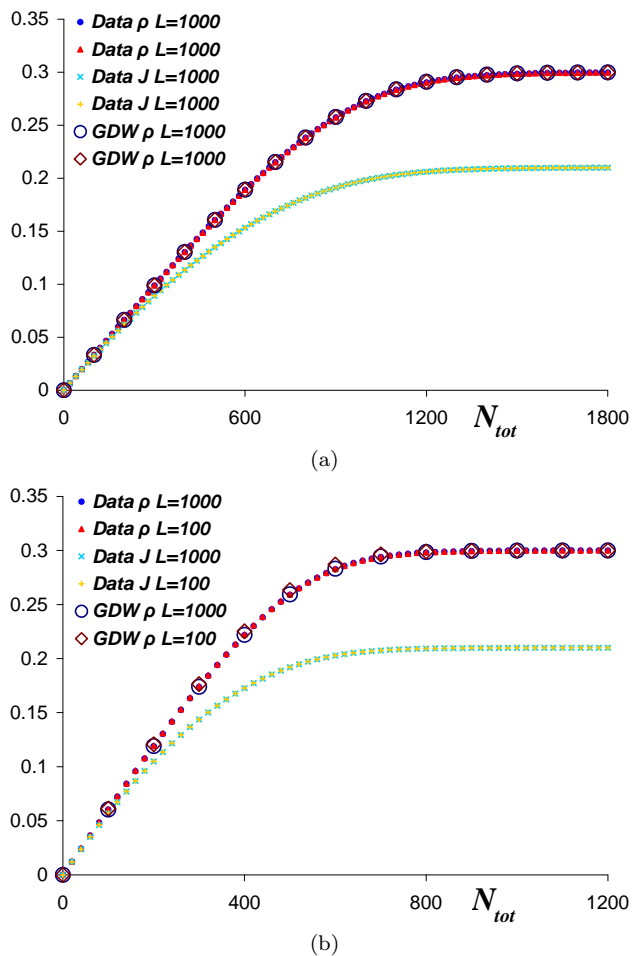 0.35
Data ρ L=1000
Data ρ L=1000
0.3
Data J L=1000
0.25
Data J L=1000
GDW ρ L=1000
0.2
GDW ρ L=1000
0.15
0.1
0.05
0
0 600 1200 N_tot 1800
(a)
0.35
Data ρ L=1000
Data ρ L=100
0.3
Data J L=1000
0.25
Data J L=100
GDW ρ L=1000
0.2
GDW ρ L=100
0.15
0.1
0.05
0
0 400 800 N_tot 1200
(b)